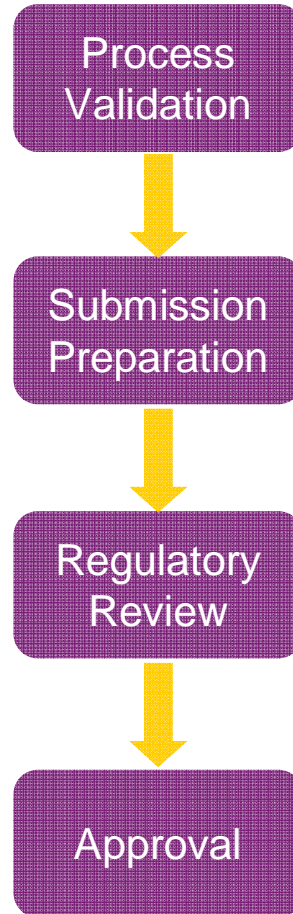 Process
Validation
Submission
Preparation
Regulatory
Review
Approval